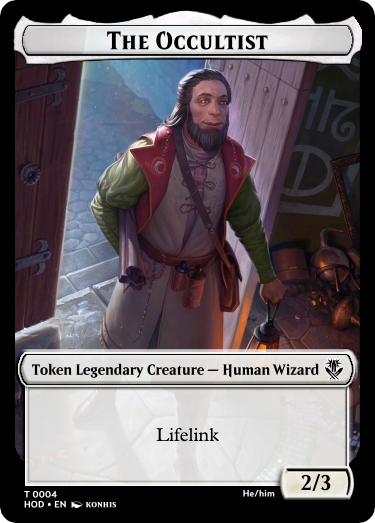 The Occultist
Token Legendary Creature — Human Wizard
Lifelink
2/3
T 0004
He/him
HOD • EN KONHIS